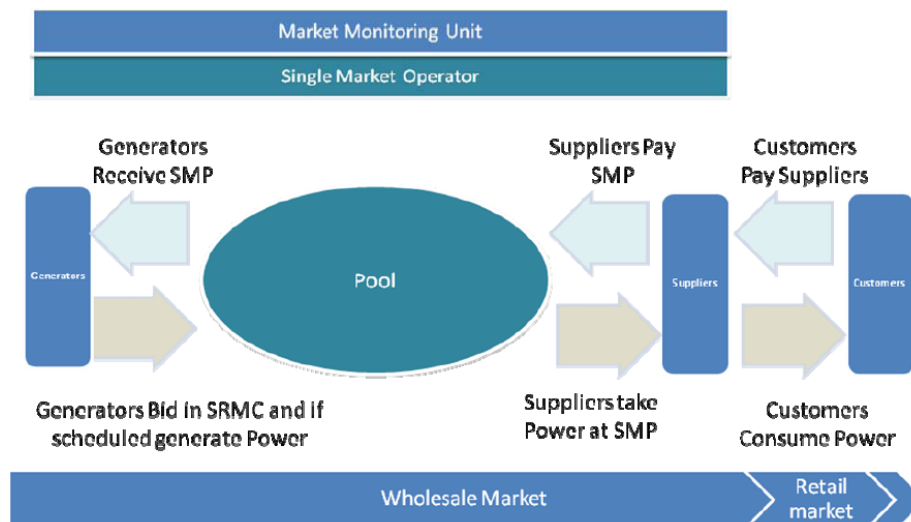 Market Monitoring Unit
Single Market Operator
Generators
Receive SMP
Suppliers Pay
SMP
Customers
Pay Suppliers
Generators
Pool
Suppliers
Customers
Generators Bid in SRMC and if
scheduled generate Power
Suppliers take
Power at SMP
Customers
Consume Power
Wholesale Market
Retail
market